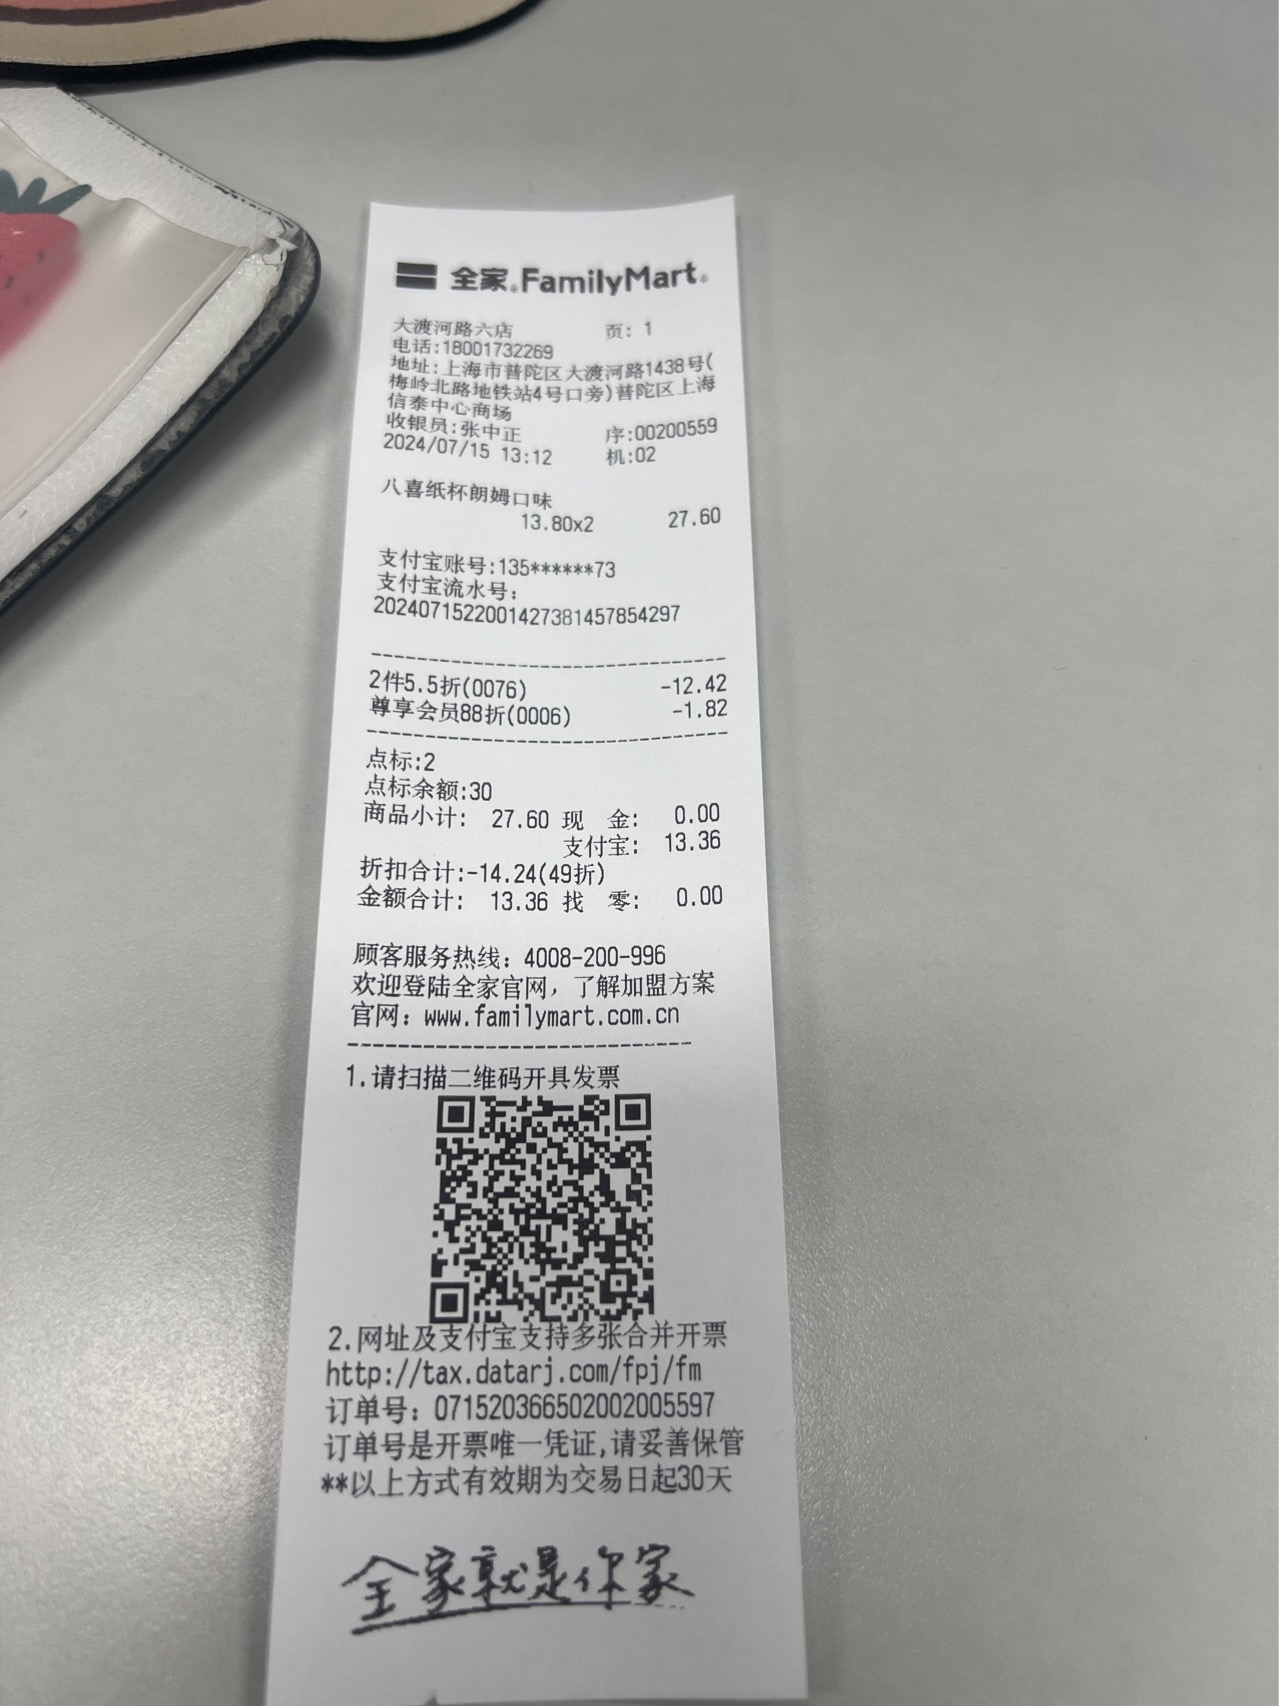 全家®FamilyMart®
大渡河路六店 页: 1
电话:18001732269
地址:上海市普陀区大渡河路1438号(
梅岭北路地铁站4号口旁)普陀区上海
信泰中心商场
收银员:张中正 序:00200559
2024/07/15 13:12 机:02
八喜纸杯朗姆口味
13.80x2 27.60
支付宝账号:135******73
支付宝流水号:
2024071522001427381457854297
2件5.5折(0076) -12.42
尊享会员88折(0006) -1.82
点标:2
点标余额:30
商品小计: 27.60 现 金: 0.00
支付宝: 13.36
折扣合计:-14.24(49折)
金额合计: 13.36 找 零: 0.00
顾客服务热线: 4008-200-996
欢迎登陆全家官网, 了解加盟方案
官网: www.familymart.com.cn
1.请扫描二维码开具发票
2.网址及支付宝支持多张合并开票
http://tax.datarj.com/fpj/fm
订单号: 071520366502002005597
订单号是开票唯一凭证,请妥善保管
**以上方式有效期为交易日起30天
全家就是你家